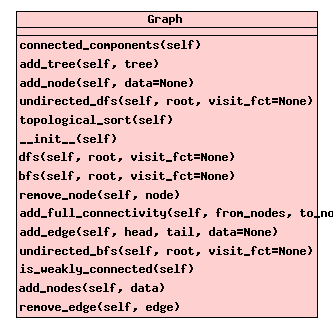 Graph
connected_components(self)
add_tree(self, tree)
add_node(self, data=None)
undirected_dfs(self, root, visit_fct=None)
topological_sort(self)
__init__(self)
dfs(self, root, visit_fct=None)
bfs(self, root, visit_fct=None)
remove_node(self, node)
add_full_connectivity(self, from_nodes, to_no
add_edge(self, head, tail, data=None)
undirected_bfs(self, root, visit_fct=None)
is_weakly_connected(self)
add_nodes(self, data)
remove_edge(self, edge)